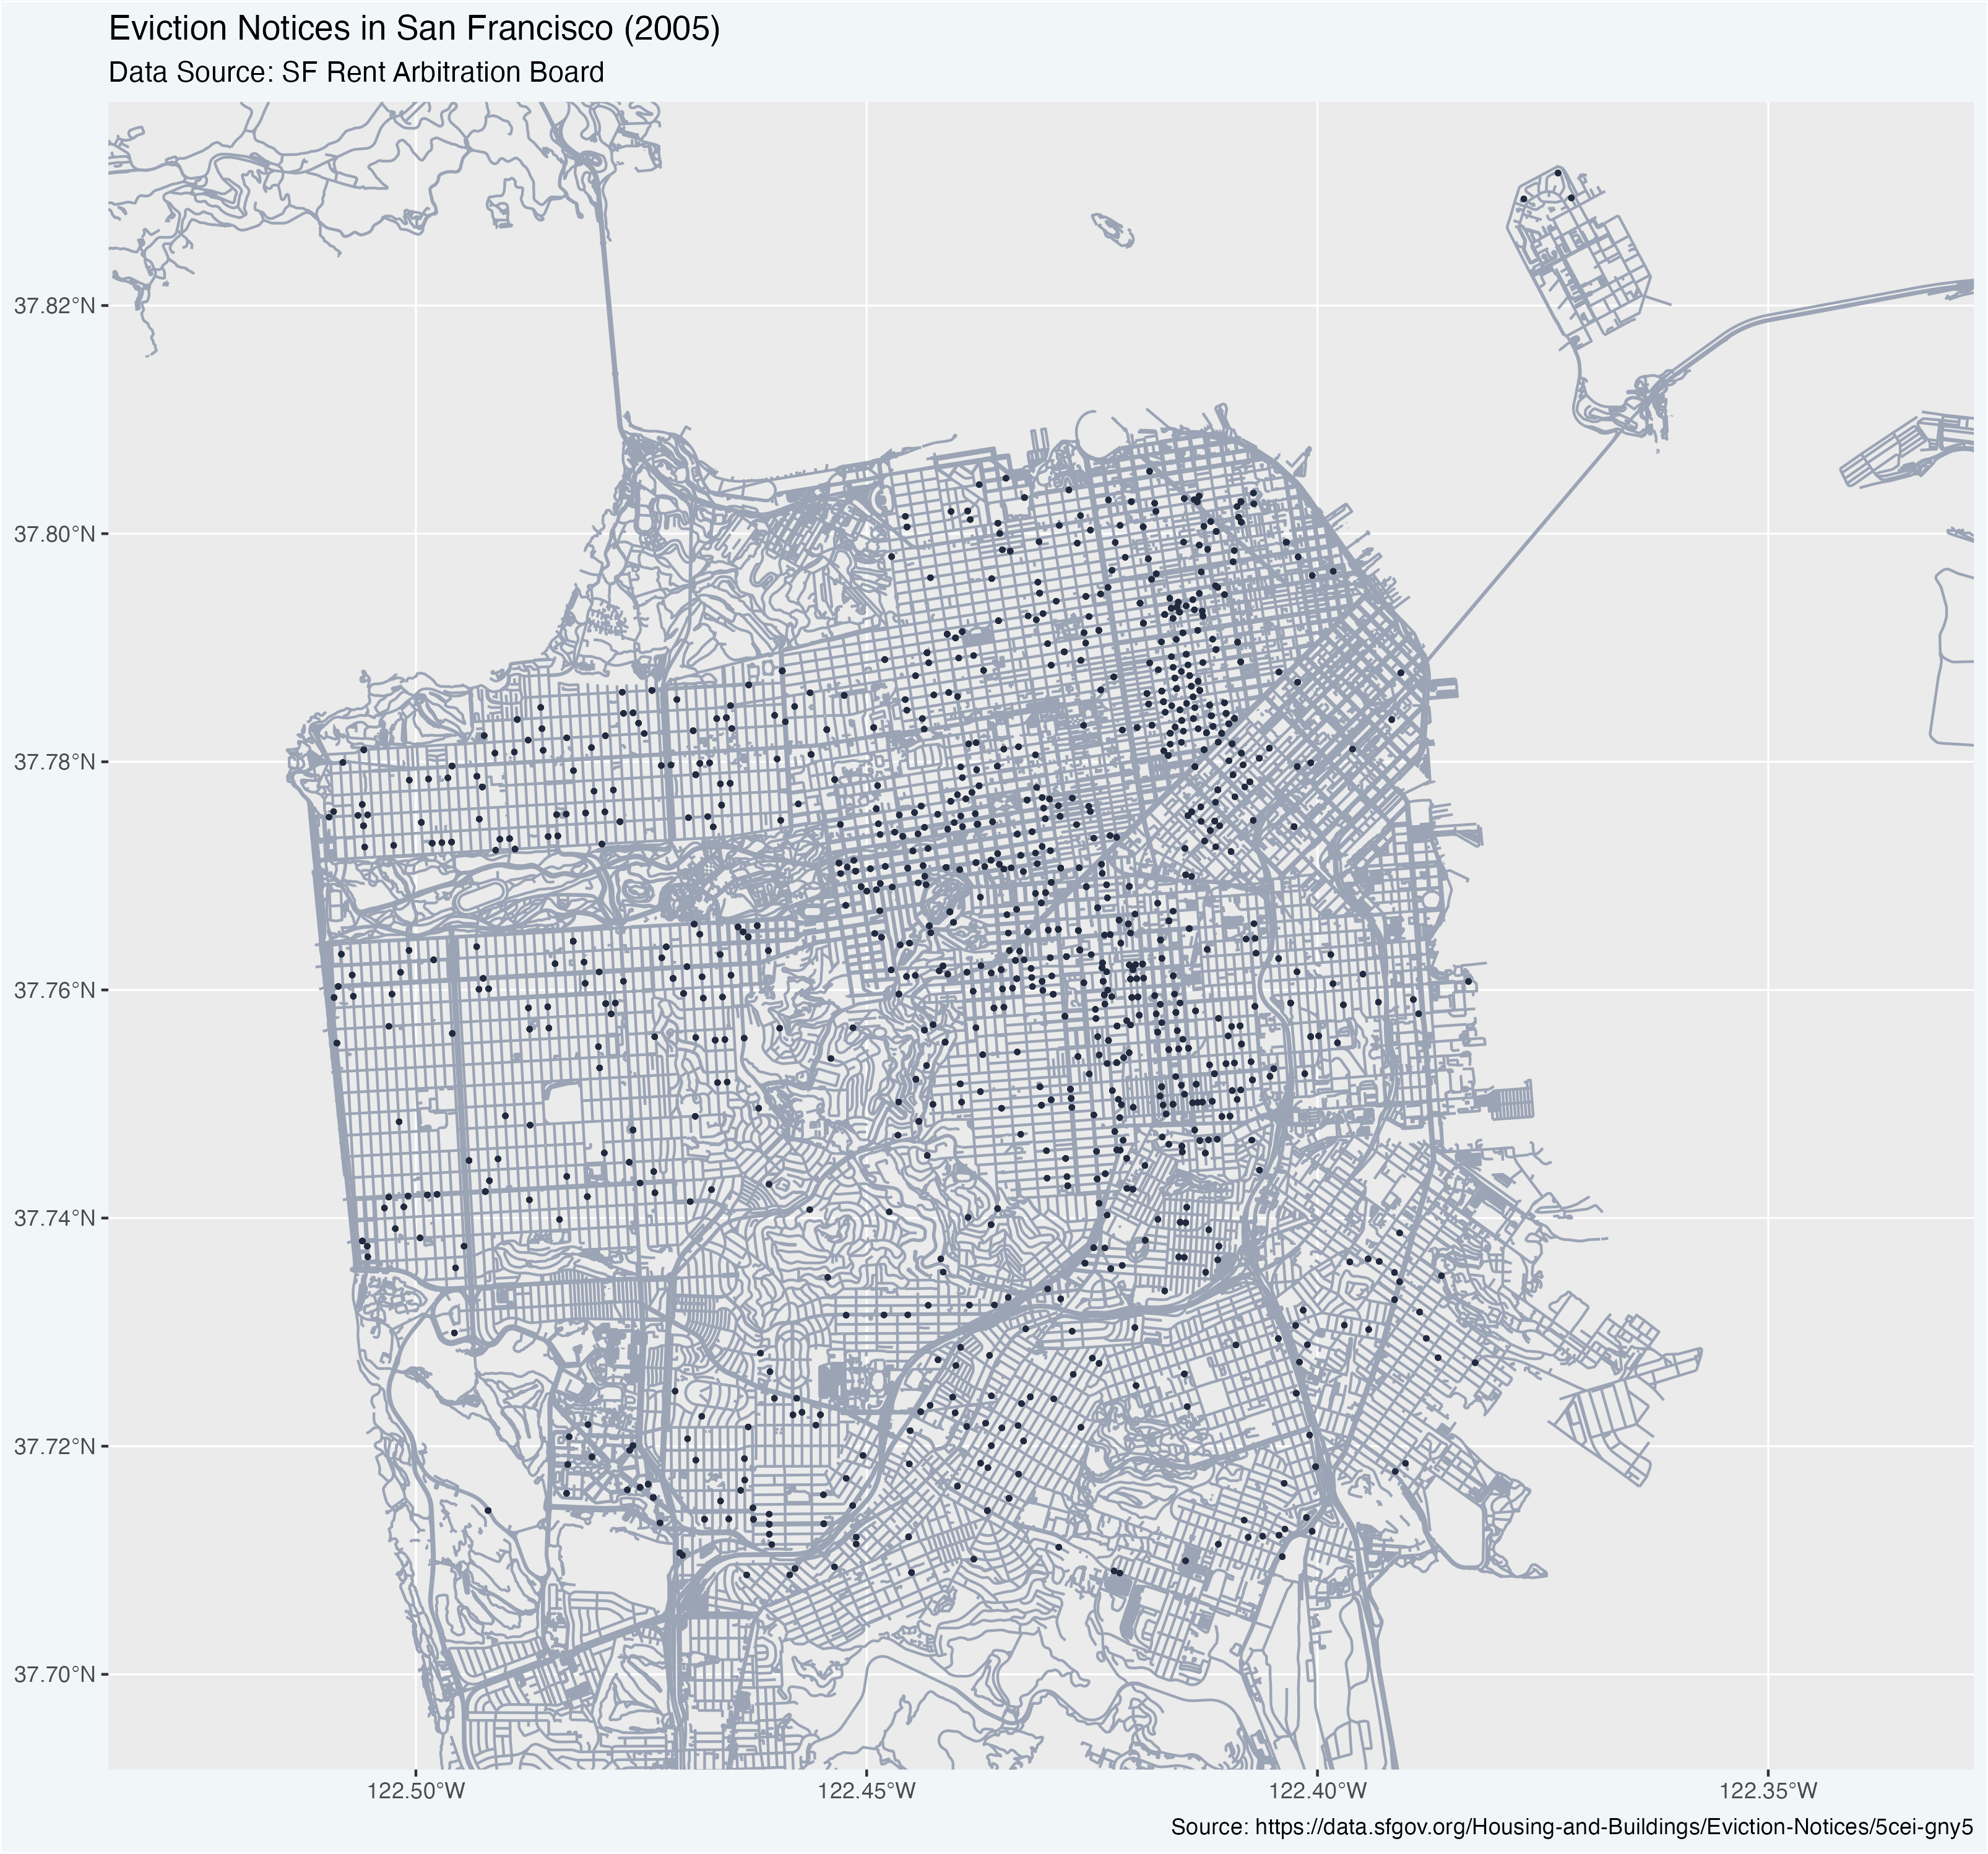 Eviction Notices in San Francisco (2005)
Data Source: SF Rent Arbitration Board
37.82°N
37.80°N
37.78°N
37.76°N
37.74°N
37.72°N
37.70°N
122.50°W
122.45°W
122.40°W
122.35°W
Source: https://data.sfgov.org/Housing-and-Buildings/Eviction-Notices/5cei-gny5